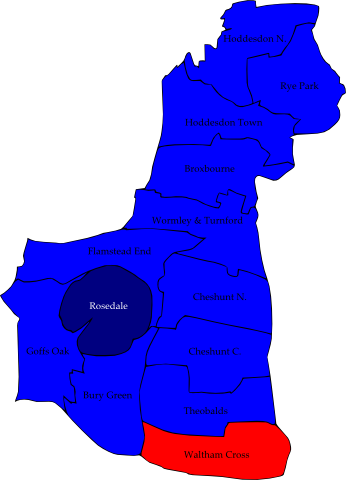 Hoddesdon N.
Rye Park
Hoddesdon Town
Broxbourne
Wormley & Turnford
Flamstead End
Cheshunt N.
Rosedale
Goffs Oak
Cheshunt C.
Bury Green
Theobalds
Waltham Cross